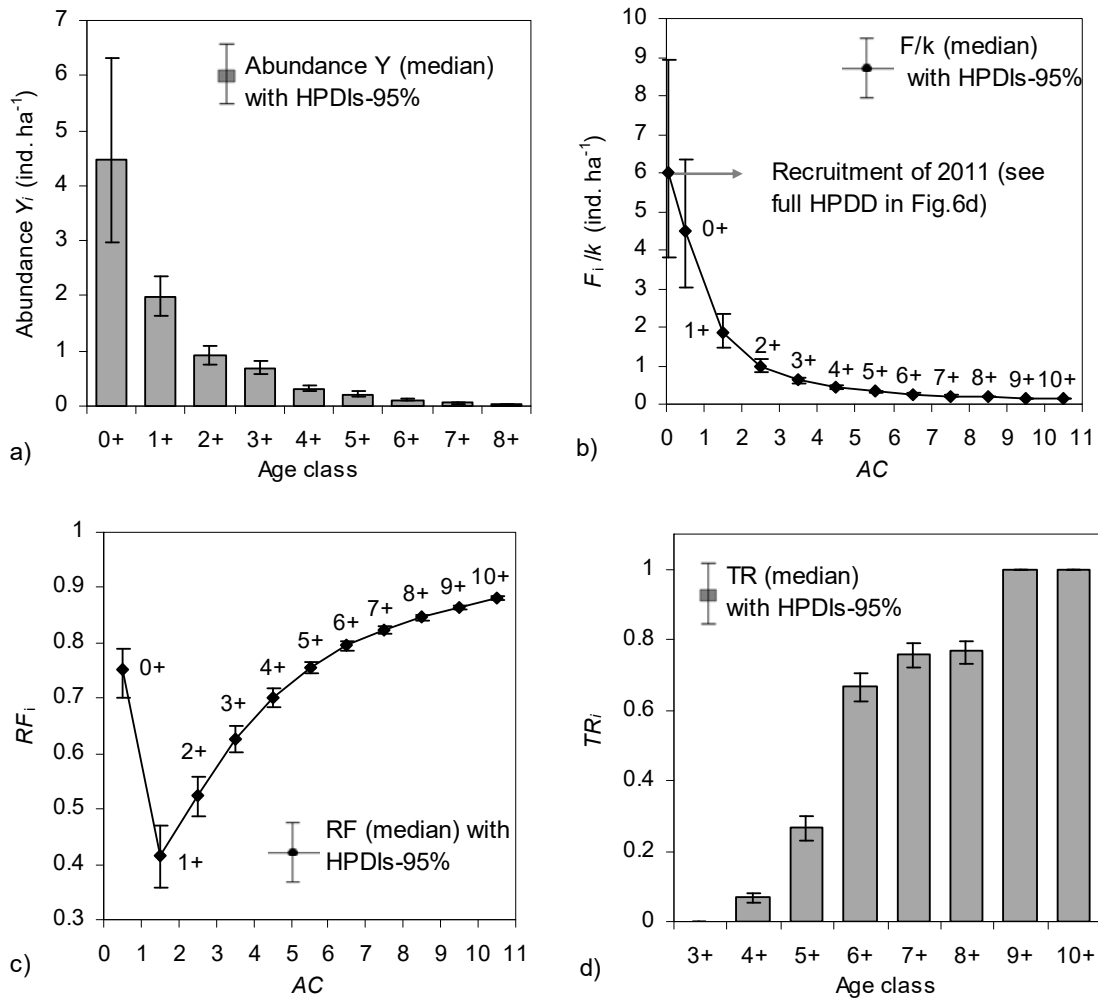 7
6
5
4
3
2
1
0
Abundance Yi (ind. ha-1)
Abundance Y (median)
with HPDIs-95%
0+ 1+ 2+ 3+ 4+ 5+ 6+ 7+ 8+
Age class
a)
10
9
8
7
6
5
4
3
2
1
0
Fi /k (ind. ha-1)
F/k (median)
with HPDIs-95%
Recruitment of 2011 (see
full HPDD in Fig.6d)
0+
1+
2+ 3+ 4+ 5+ 6+ 7+ 8+ 9+ 10+
0 1 2 3 4 5 6 7 8 9 10 11
AC
b)
1
0.9
0.8
0.7
0.6
0.5
0.4
0.3
RFi
0+
1+
2+
3+
4+
5+
6+
7+
8+
9+
10+
RF (median) with
HPDIs-95%
0 1 2 3 4 5 6 7 8 9 10 11
AC
c)
1
0.8
0.6
0.4
0.2
0
TRi
TR (median)
with HPDIs-95%
3+ 4+ 5+ 6+ 7+ 8+ 9+ 10+
Age class
d)